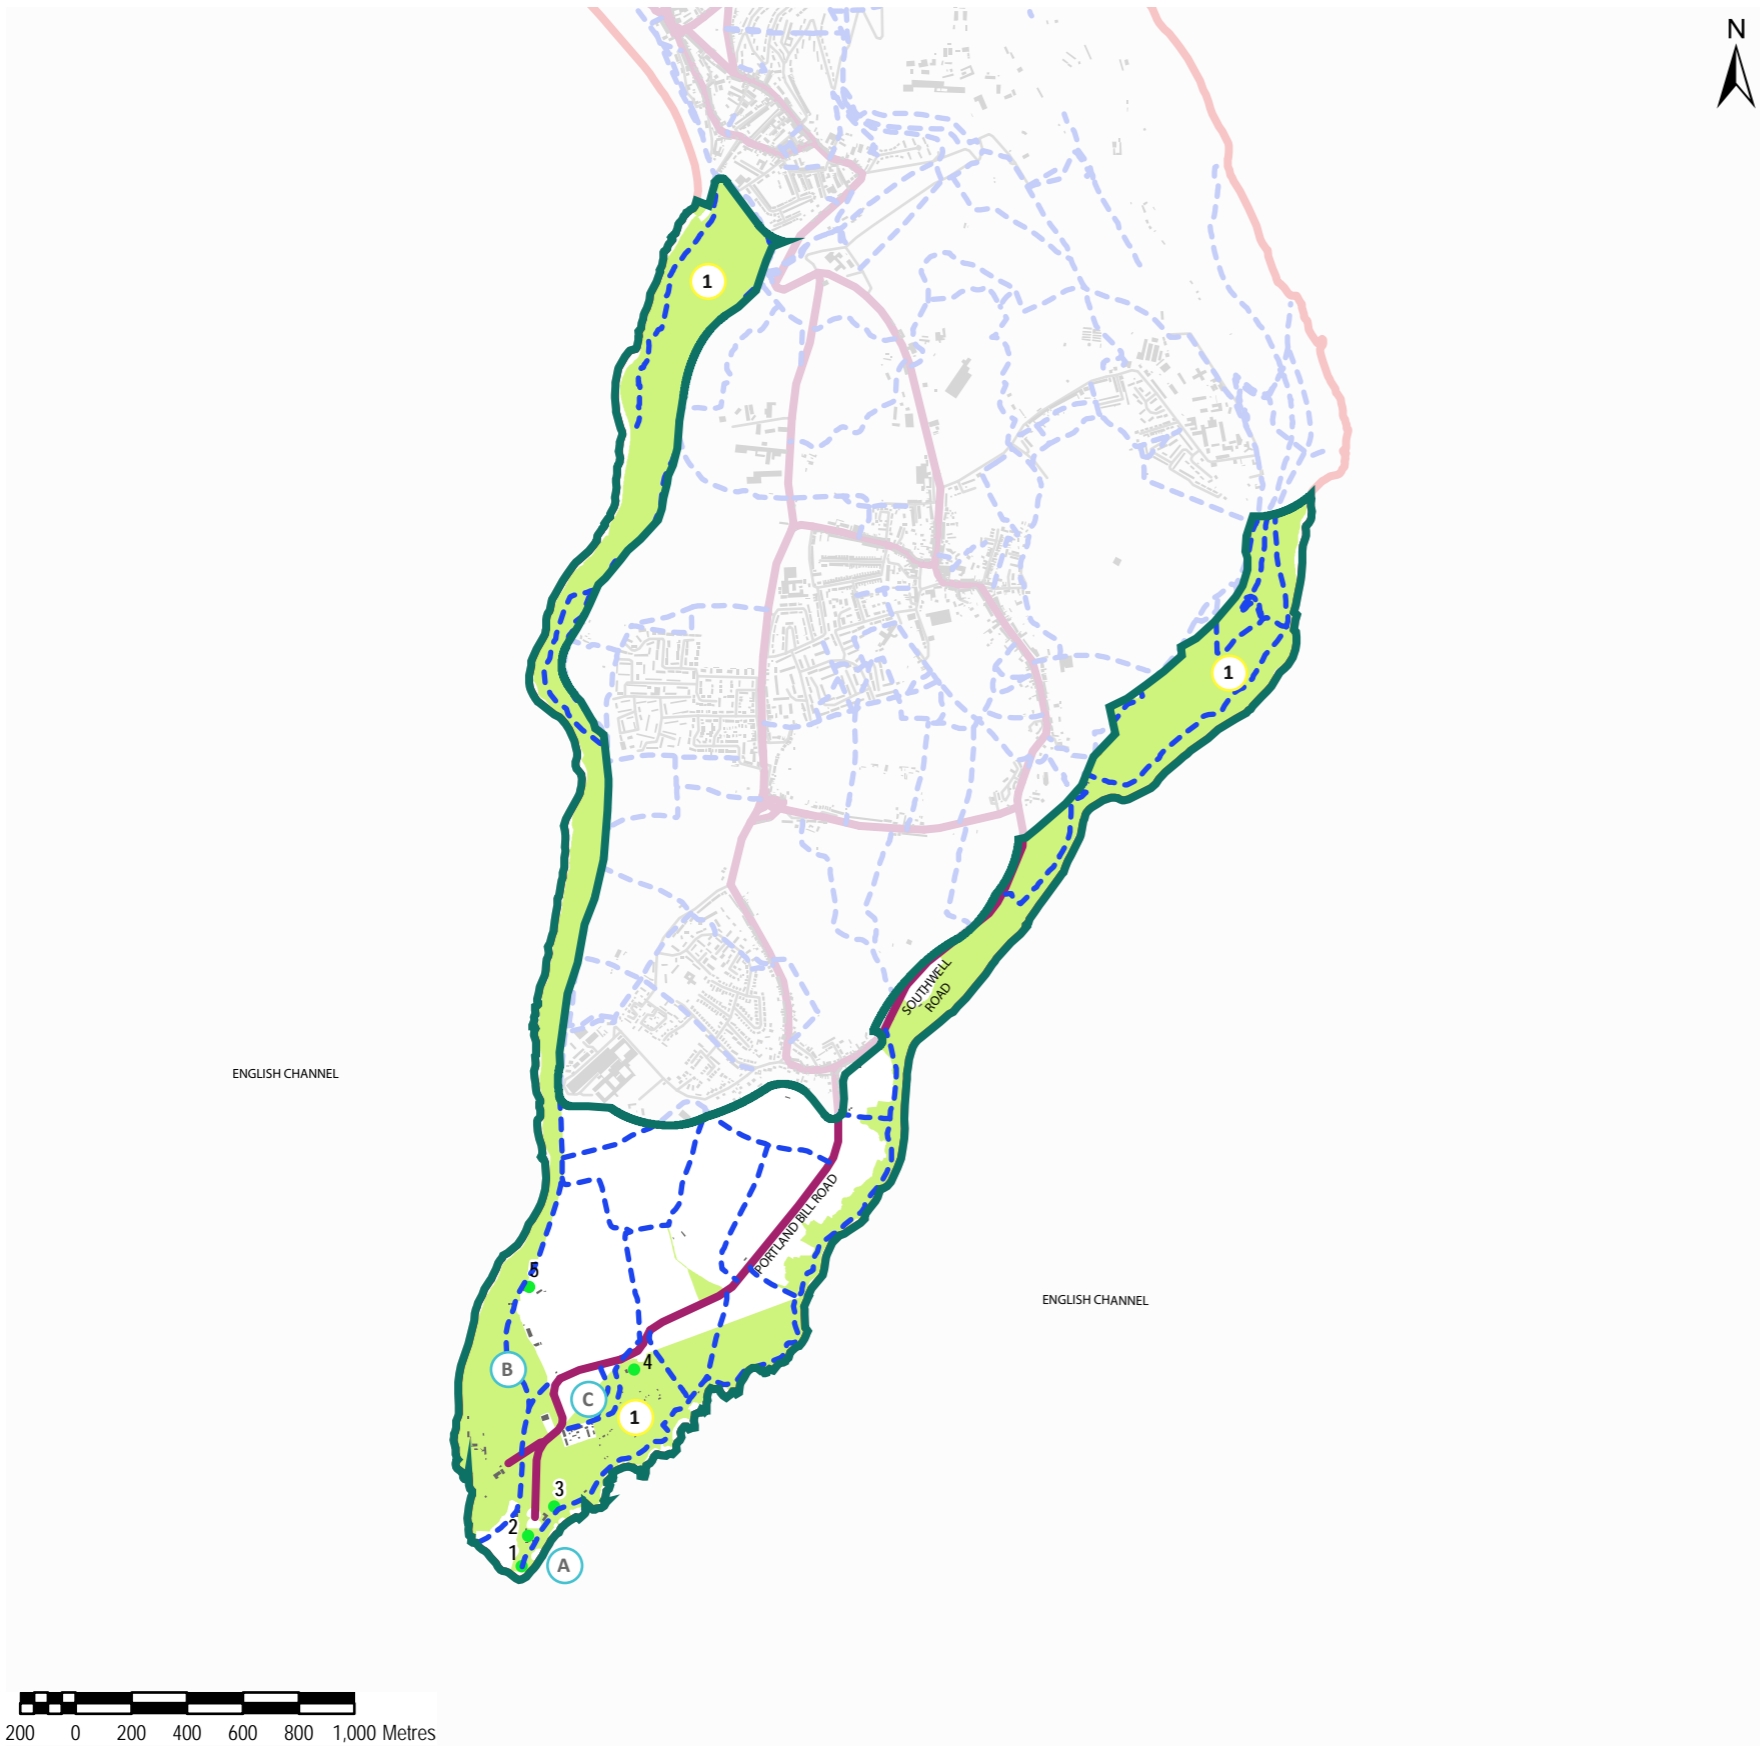 N
1
1
SOUTHWELL
ROAD
ENGLISH CHANNEL
PORTLAND BILL ROAD
5
ENGLISH CHANNEL
B
4
C
1
3
2
1
A
200 0 200 400 600 800 1,000 Metres